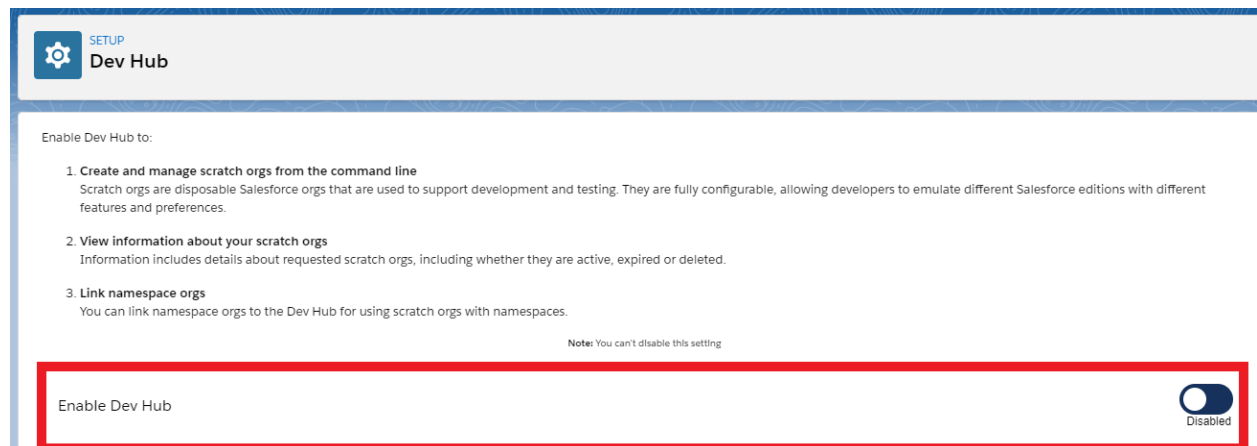 SETUP
Dev Hub
Enable Dev Hub to:
1. Create and manage scratch orgs from the command line
Scratch orgs are disposable Salesforce orgs that are used to support development and testing. They are fully configurable, allowing developers to emulate different Salesforce editions with different
features and preferences.
2. View information about your scratch orgs
Information includes details about requested scratch orgs, including whether they are active, expired or deleted.
3. Link namespace orgs
You can link namespace orgs to the Dev Hub for using scratch orgs with namespaces.
Note: You can't disable this setting
Enable Dev Hub
Disabled